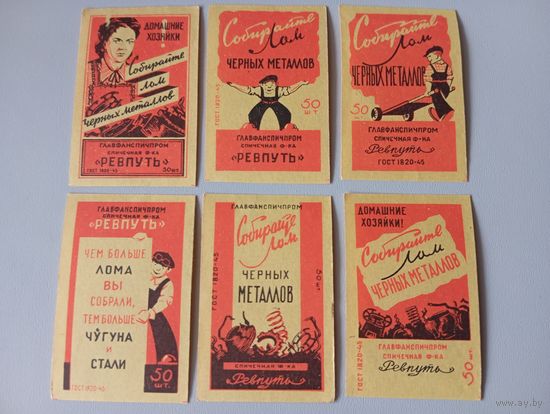 ДОМАШНИЕ
ХОЗЯЙКИ
Собирайте
лом
черных металлов
ГЛАВФАНСПИЧПРОМ
СПИЧЕЧНАЯ Ф-КА
„РЕВПУТЬ"
ГОСТ 1820-45
50 шт.
Собирайте
Лом
ЧЕРНЫХ МЕТАЛЛОВ
ГОСТ 1820-45
50
ШТ.
ГЛАВФАНСПИЧПРОМ
СПИЧЕЧНАЯ Ф-КА
„РЕВПУТЬ"
Собирайте
Лом
ЧЕРНЫХ МЕТАЛЛОВ
50
шт.
ГЛАВФАНСПИЧПРОМ
СПИЧЕЧНАЯ Ф-КА
Ревпуть
ГОСТ 1820-45
ГЛАВФАНСПИЧПРОМ
СПИЧЕЧНАЯ Ф-КА
„РЕВПУТЬ"
ЧЕМ БОЛЬШЕ
ЛОМА
ВЫ
СОБРАЛИ,
ТЕМ БОЛЬШЕ
ЧУГУНА
И
СТАЛИ
50
ШТ.
ГОСТ 1820-45
ГЛАВФАНСПИЧПРОМ
Собирайте
Лом
ЧЕРНЫХ
МЕТАЛЛОВ
ГОСТ 1820-45
50 шт.
СПИЧЕЧНАЯ Ф-КА
Ревпуть
ДОМАШНИЕ
ХОЗЯЙКИ!
Собирайте
лом
ЧЕРНЫХ МЕТАЛЛОВ
ГЛАВФАНСПИЧПРОМ
СПИЧЕЧНАЯ Ф-КА
Ревпуть
ГОСТ 1820-45
50 шт.
www.ay.by